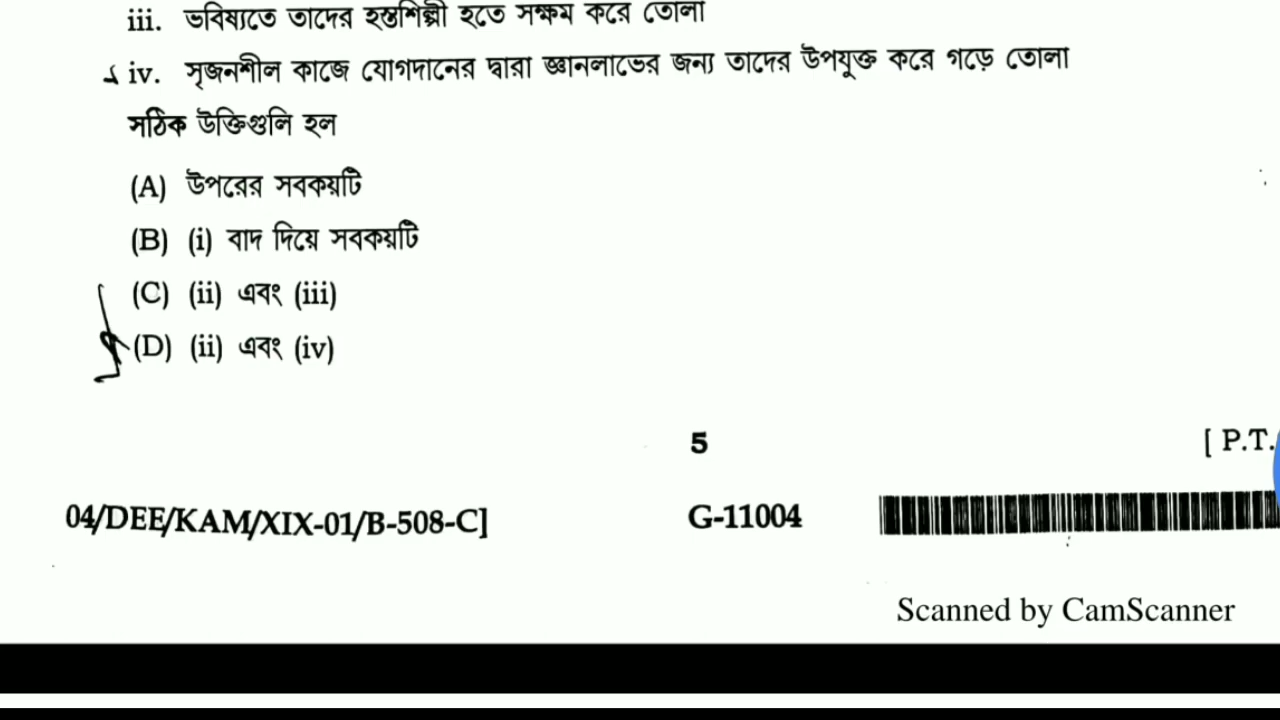 iii. ভবিষ্যতে তাদের হস্তশিল্পী হতে সক্ষম করে তোলা
iv. সৃজনশীল কাজে যোগদানের দ্বারা জ্ঞানলাভের জন্য তাদের উপযুক্ত করে গড়ে তোলা
সঠিক উক্তিগুলি হল
(A) উপরের সবকয়টি
(B) (i) বাদ দিয়ে সবকয়টি
(C) (ii) এবং (iii)
(D) (ii) এবং (iv)
5
[ P.T.
04/DEE/KAM/XIX-01/B-508-C]
G-11004
Scanned by CamScanner